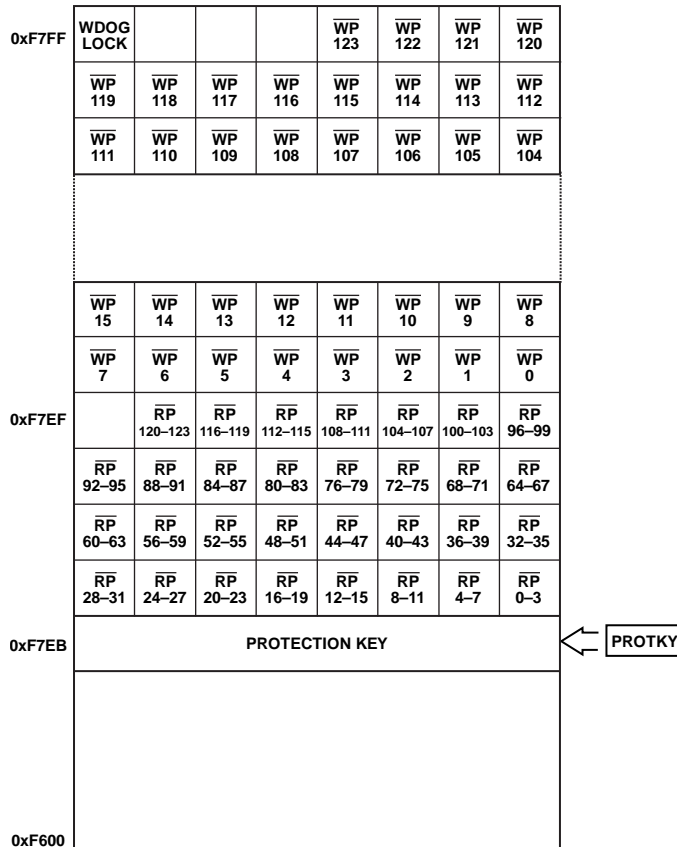 0xF7FF
WDOG LOCK WP 123 WP 122 WP 121 WP 120
WP 119 WP 118 WP 117 WP 116 WP 115 WP 114 WP 113 WP 112
WP 111 WP 110 WP 109 WP 108 WP 107 WP 106 WP 105 WP 104
WP 15 WP 14 WP 13 WP 12 WP 11 WP 10 WP 9 WP 8
WP 7 WP 6 WP 5 WP 4 WP 3 WP 2 WP 1 WP 0
0xF7EF
RP 120–123 RP 116–119 RP 112–115 RP 108–111 RP 104–107 RP 100–103 RP 96–99
RP 92–95 RP 88–91 RP 84–87 RP 80–83 RP 76–79 RP 72–75 RP 68–71 RP 64–67
RP 60–63 RP 56–59 RP 52–55 RP 48–51 RP 44–47 RP 40–43 RP 36–39 RP 32–35
RP 28–31 RP 24–27 RP 20–23 RP 16–19 RP 12–15 RP 8–11 RP 4–7 RP 0–3
0xF7EB PROTECTION KEY PROTKY
0xF600